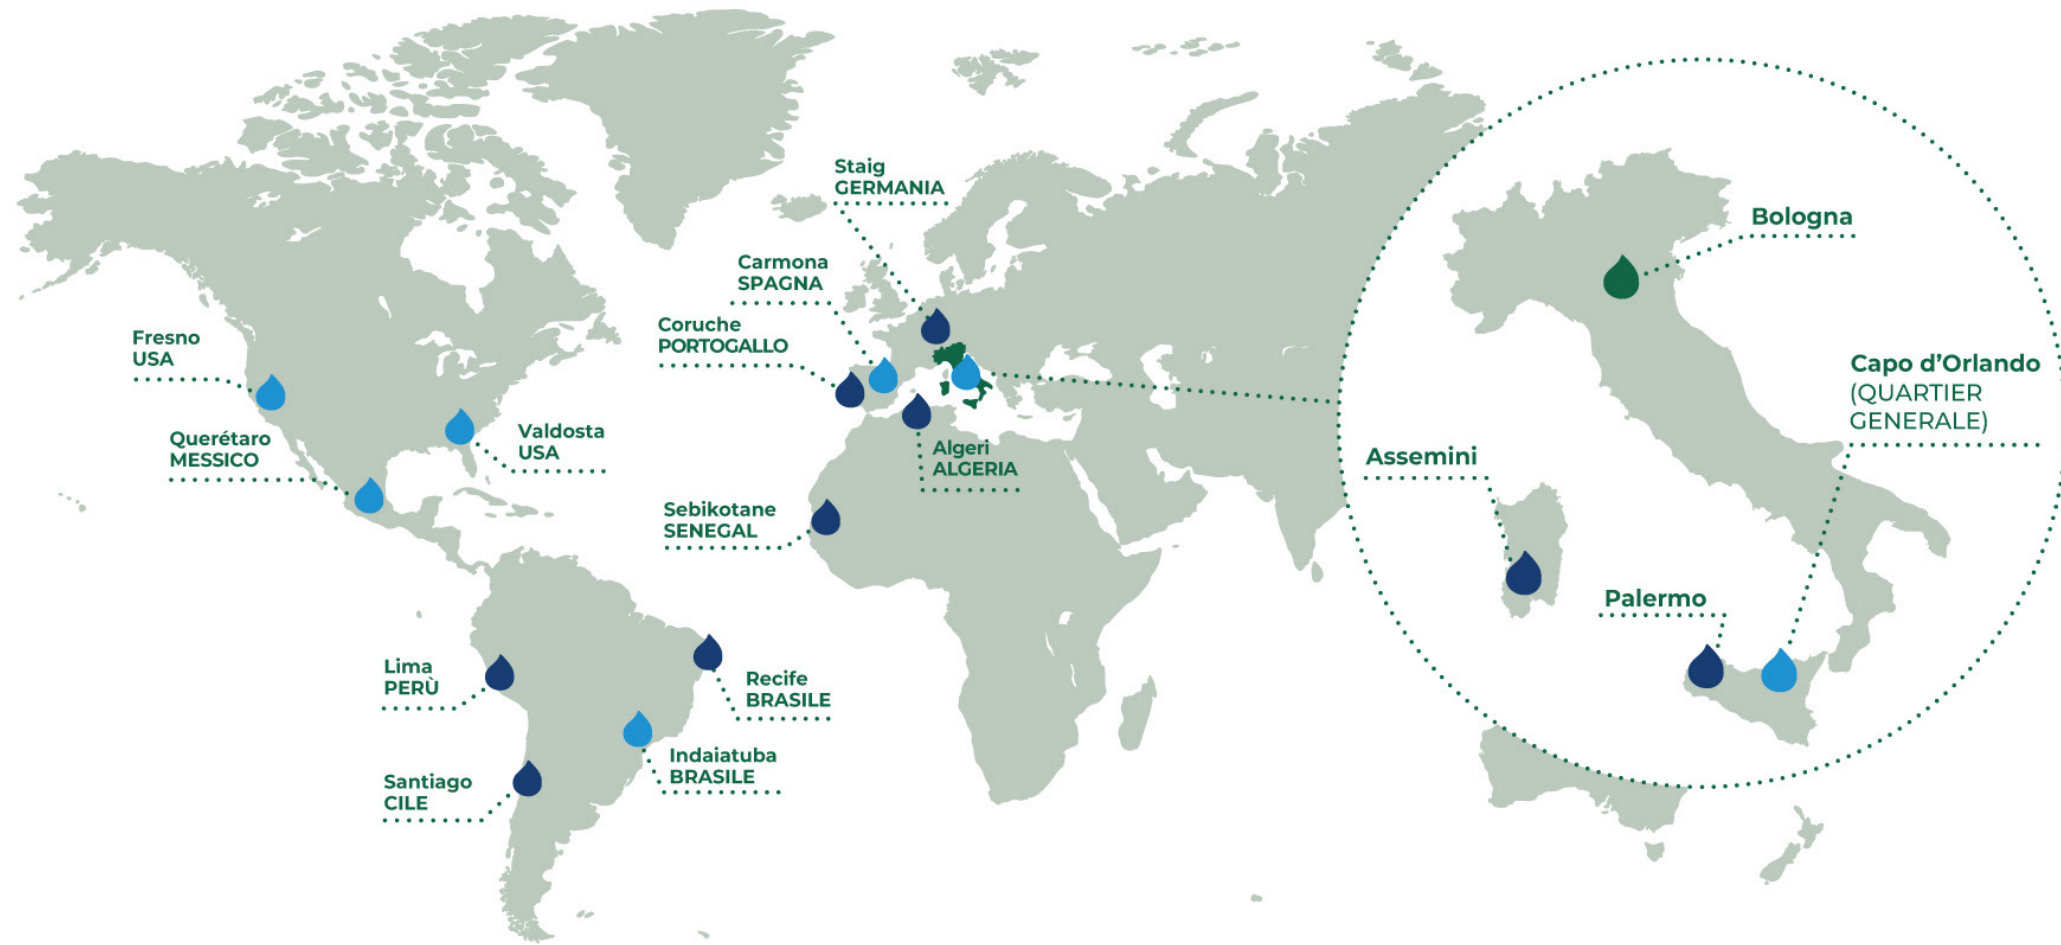 Staig
GERMANIA
Carmona
SPAGNA
Coruche
PORTOGALLO
Fresno
USA
Querétaro
MESSICO
Valdosta
USA
Algeri
ALGERIA
Sebikotane
SENEGAL
Lima
PERÙ
Recife
BRASILE
Indaiatuba
BRASILE
Santiago
CILE
Bologna
Capo d’Orlando
(QUARTIER
GENERALE)
Assemini
Palermo